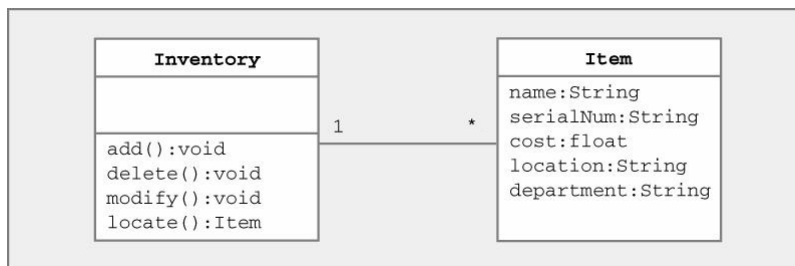 Inventory
add():void
delete():void
modify():void
locate():Item
1
*
Item
name:String
serialNum:String
cost:float
location:String
department:String